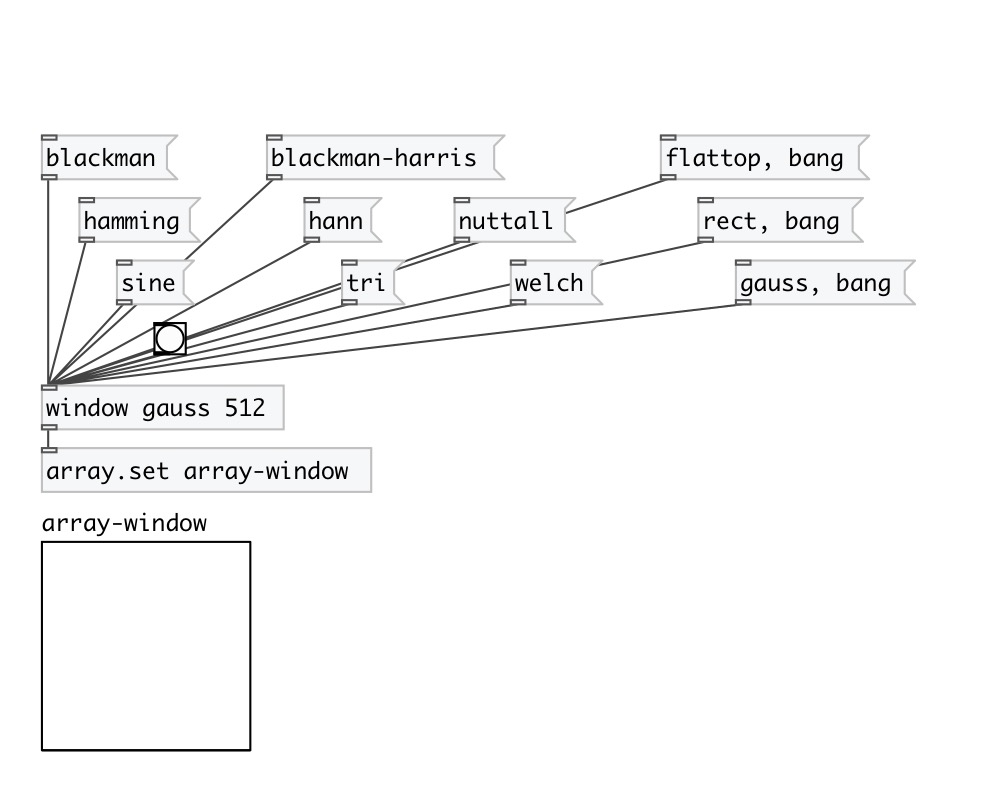 blackman
blackman-harris
flattop, bang
hamming
hann
nuttall
rect, bang
sine
tri
welch
gauss, bang
window gauss 512
array.set array-window
array-window